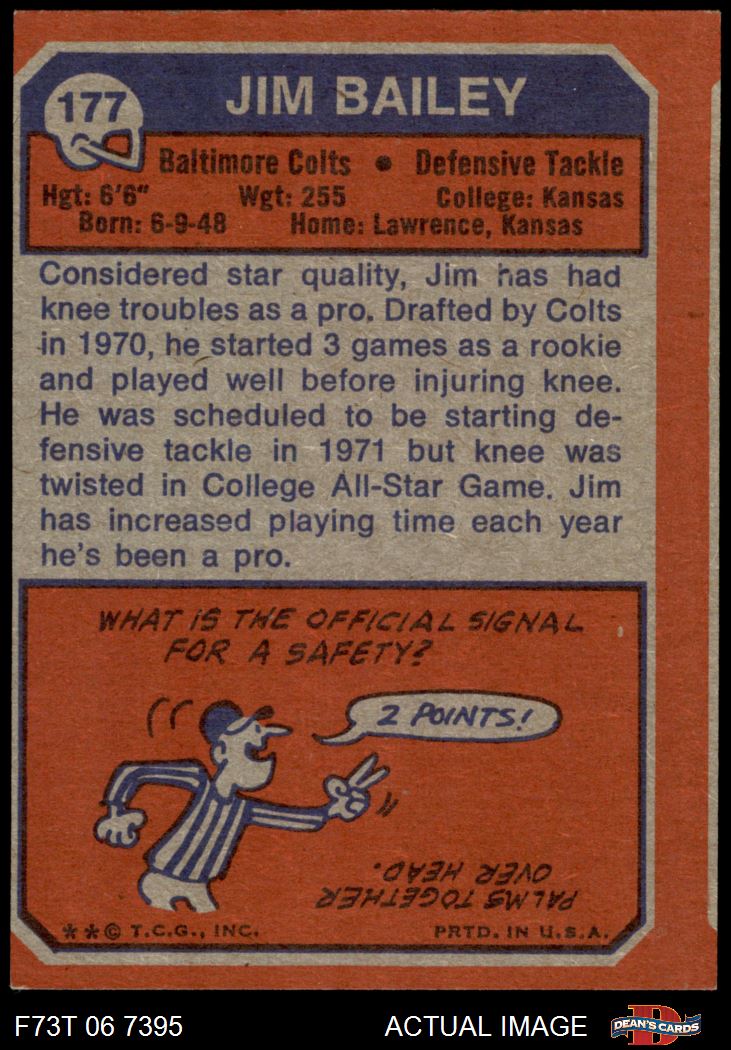 177
JIM BAILEY
Baltimore Colts • Defensive Tackle
Hgt: 6'6" Wgt: 255 College: Kansas
Born: 6-9-48 Home: Lawrence, Kansas
Considered star quality, Jim has had
knee troubles as a pro. Drafted by Colts
in 1970, he started 3 games as a rookie
and played well before injuring knee.
He was scheduled to be starting de-
fensive tackle in 1971 but knee was
twisted in College All-Star Game. Jim
has increased playing time each year
he's been a pro.
WHAT IS THE OFFICIAL SIGNAL
FOR A SAFETY?
2 POINTS!
PALMS TOGETHER
OVER HEAD.
**© T.C.G., INC. PRTD. IN U.S.A.
F73T 06 7395 ACTUAL IMAGE
D
DEAN'S CARDS